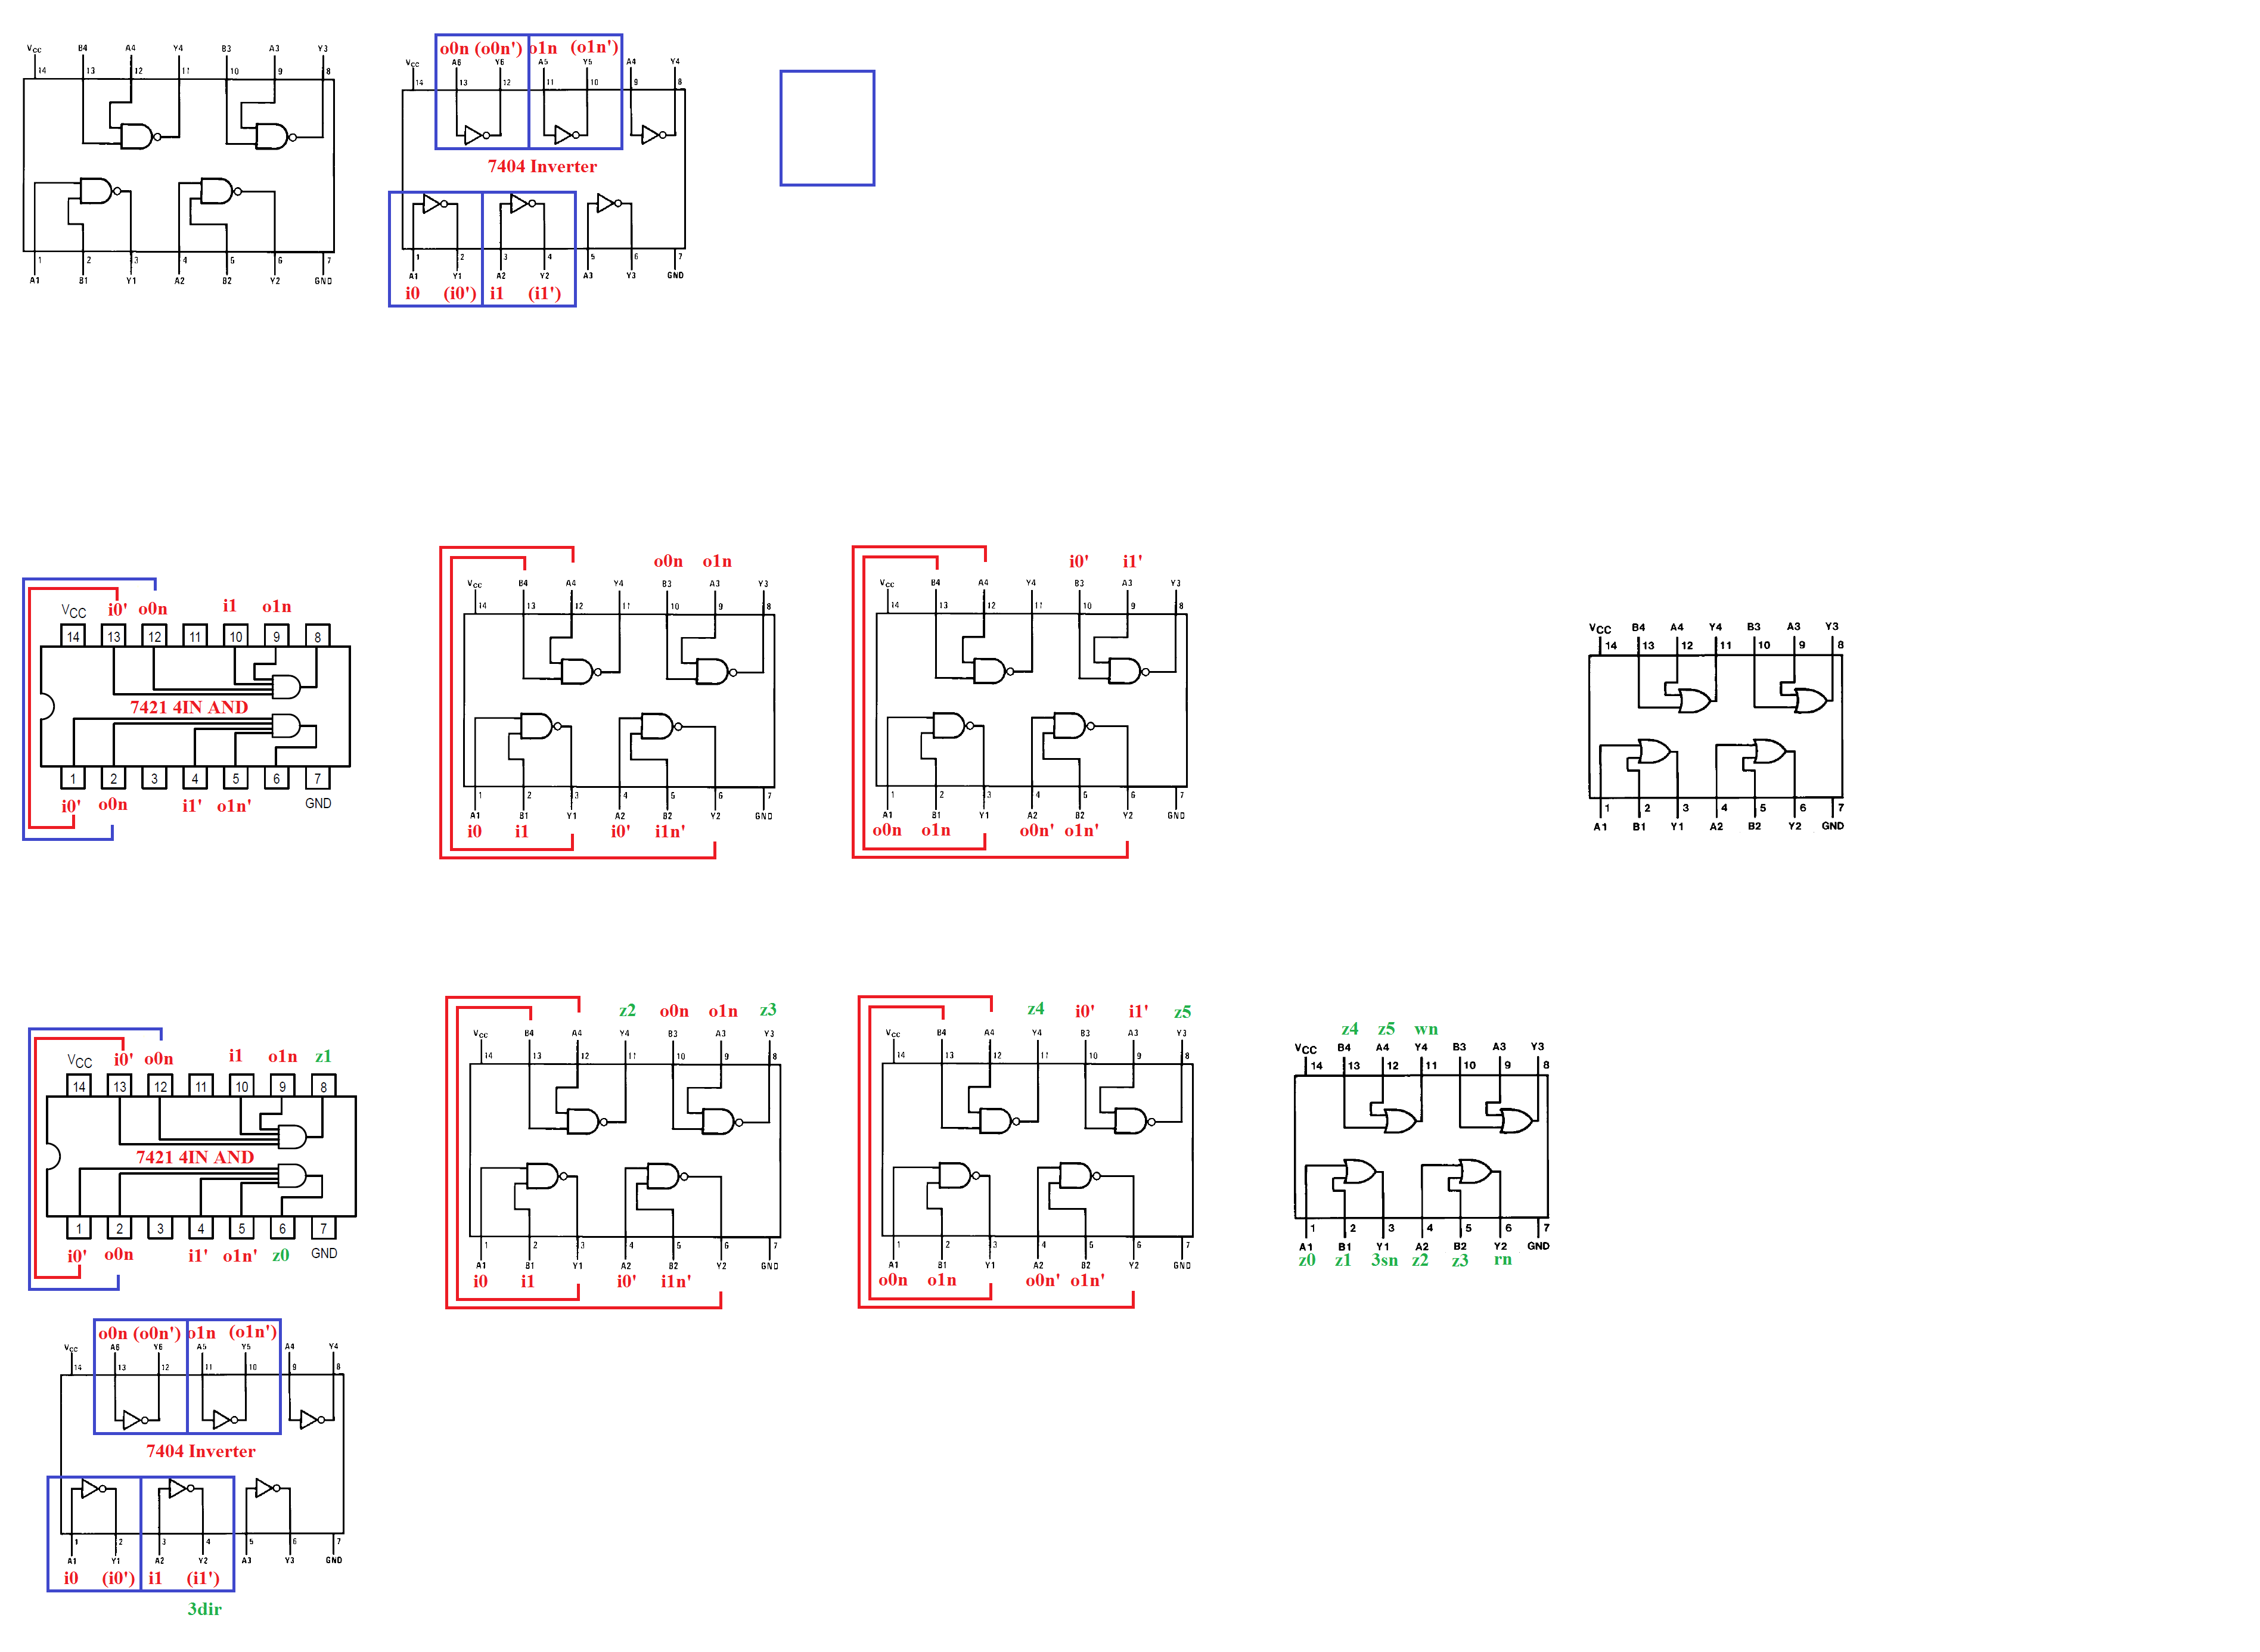 VCC B4 A4 Y4 B3 A3 Y3
14 13 12 11 10 9 8
1 2 3 4 5 6 7
A1 B1 Y1 A2 B2 Y2 GND
o0n (o0n') o1n (o1n')
VCC A6 Y6 A5 Y5 A4 Y4
14 13 12 11 10 9 8
7404 Inverter
1 2 3 4 5 6 7
A1 Y1 A2 Y2 A3 Y3 GND
i0 (i0') i1 (i1')
VCC i0' o0n i1 o1n
14 13 12 11 10 9 8
7421 4IN AND
1 2 3 4 5 6 7
i0' o0n i1' o1n' GND
o0n o1n
VCC B4 A4 Y4 B3 A3 Y3
14 13 12 11 10 9 8
1 2 3 4 5 6 7
A1 B1 Y1 A2 B2 Y2 GND
i0 i1 i0' i1n'
i0' i1'
VCC B4 A4 Y4 B3 A3 Y3
14 13 12 11 10 9 8
1 2 3 4 5 6 7
A1 B1 Y1 A2 B2 Y2 GND
o0n o1n o0n' o1n'
VCC B4 A4 Y4 B3 A3 Y3
14 13 12 11 10 9 8
1 2 3 4 5 6 7
A1 B1 Y1 A2 B2 Y2 GND
VCC i0' o0n i1 o1n z1
14 13 12 11 10 9 8
7421 4IN AND
1 2 3 4 5 6 7
i0' o0n i1' o1n' z0 GND
z2 o0n o1n z3
VCC B4 A4 Y4 B3 A3 Y3
14 13 12 11 10 9 8
1 2 3 4 5 6 7
A1 B1 Y1 A2 B2 Y2 GND
i0 i1 i0' i1n'
z4 i0' i1' z5
VCC B4 A4 Y4 B3 A3 Y3
14 13 12 11 10 9 8
1 2 3 4 5 6 7
A1 B1 Y1 A2 B2 Y2 GND
o0n o1n o0n' o1n'
z4 z5 wn
VCC B4 A4 Y4 B3 A3 Y3
14 13 12 11 10 9 8
1 2 3 4 5 6 7
A1 B1 Y1 A2 B2 Y2 GND
z0 z1 3sn z2 z3 rn
o0n (o0n') o1n (o1n')
VCC A6 Y6 A5 Y5 A4 Y4
14 13 12 11 10 9 8
7404 Inverter
1 2 3 4 5 6 7
A1 Y1 A2 Y2 A3 Y3 GND
i0 (i0') i1 (i1')
3dir